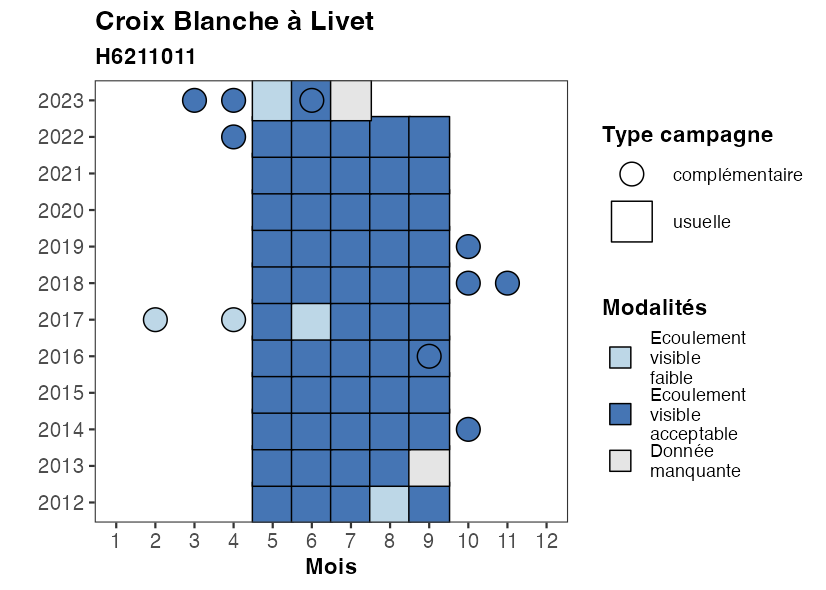 Croix Blanche à Livet
H6211011
2023
2022
2021
2020
2019
2018
2017
2016
2015
2014
2013
2012
1 2 3 4 5 6 7 8 9 10 11 12
Mois
Type campagne
complémentaire
usuelle
Modalités
Ecoulement
visible
faible
Ecoulement
visible
acceptable
Donnée
manquante